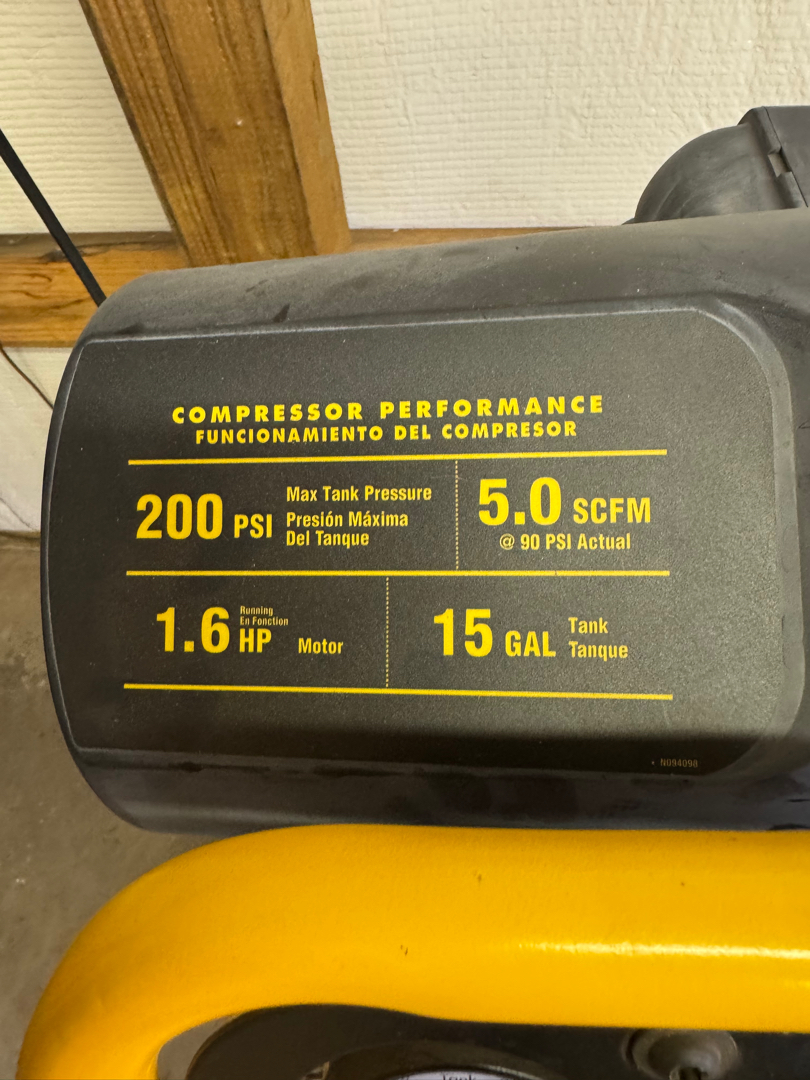 COMPRESSOR PERFORMANCE
FUNCIONAMIENTO DEL COMPRESOR
200 PSI
Max Tank Pressure
Presión Máxima
Del Tanque
5.0 SCFM
@ 90 PSI Actual
1.6
Running
En Fonction
HP Motor
15 GAL
Tank
Tanque
N094098